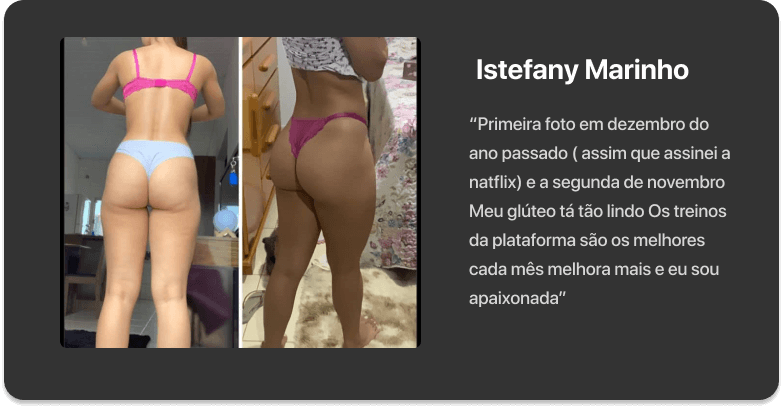 Istefany Marinho
“Primeira foto em dezembro do
ano passado ( assim que assinei a
natflix) e a segunda de novembro
Meu glúteo tá tão lindo Os treinos
da plataforma são os melhores
cada mês melhora mais e eu sou
apaixonada”